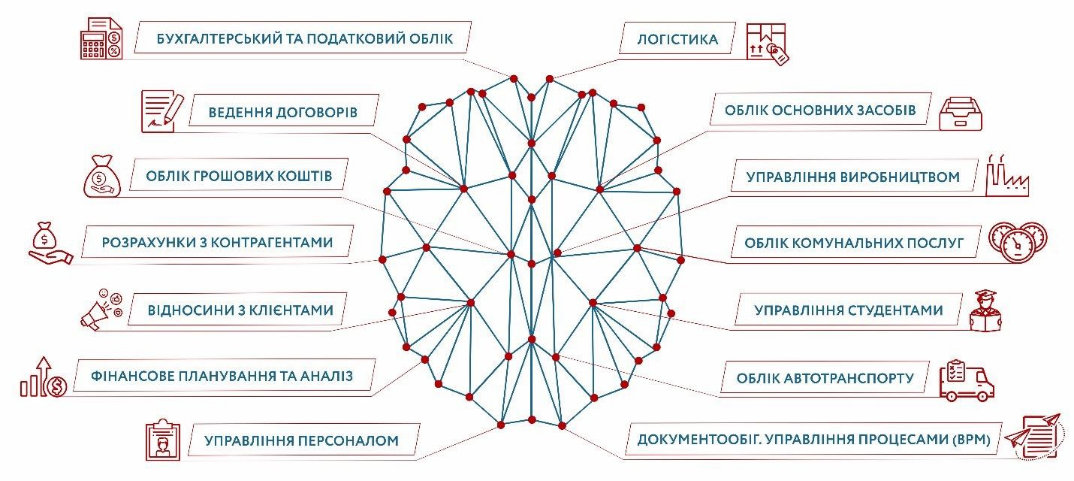 БУХГАЛТЕРСЬКИЙ ТА ПОДАТКОВИЙ ОБЛІК
ВЕДЕННЯ ДОГОВОРІВ
ОБЛІК ГРОШОВИХ КОШТІВ
РОЗРАХУНКИ З КОНТРАГЕНТАМИ
ВІДНОСИНИ З КЛІЄНТАМИ
ФІНАНСОВЕ ПЛАНУВАННЯ ТА АНАЛІЗ
УПРАВЛІННЯ ПЕРСОНАЛОМ
ЛОГІСТИКА
ОБЛІК ОСНОВНИХ ЗАСОБІВ
УПРАВЛІННЯ ВИРОБНИЦТВОМ
ОБЛІК КОМУНАЛЬНИХ ПОСЛУГ
УПРАВЛІННЯ СТУДЕНТАМИ
ОБЛІК АВТОТРАНСПОРТУ
ДОКУМЕНТООБІГ. УПРАВЛІННЯ ПРОЦЕСАМИ (BPM)